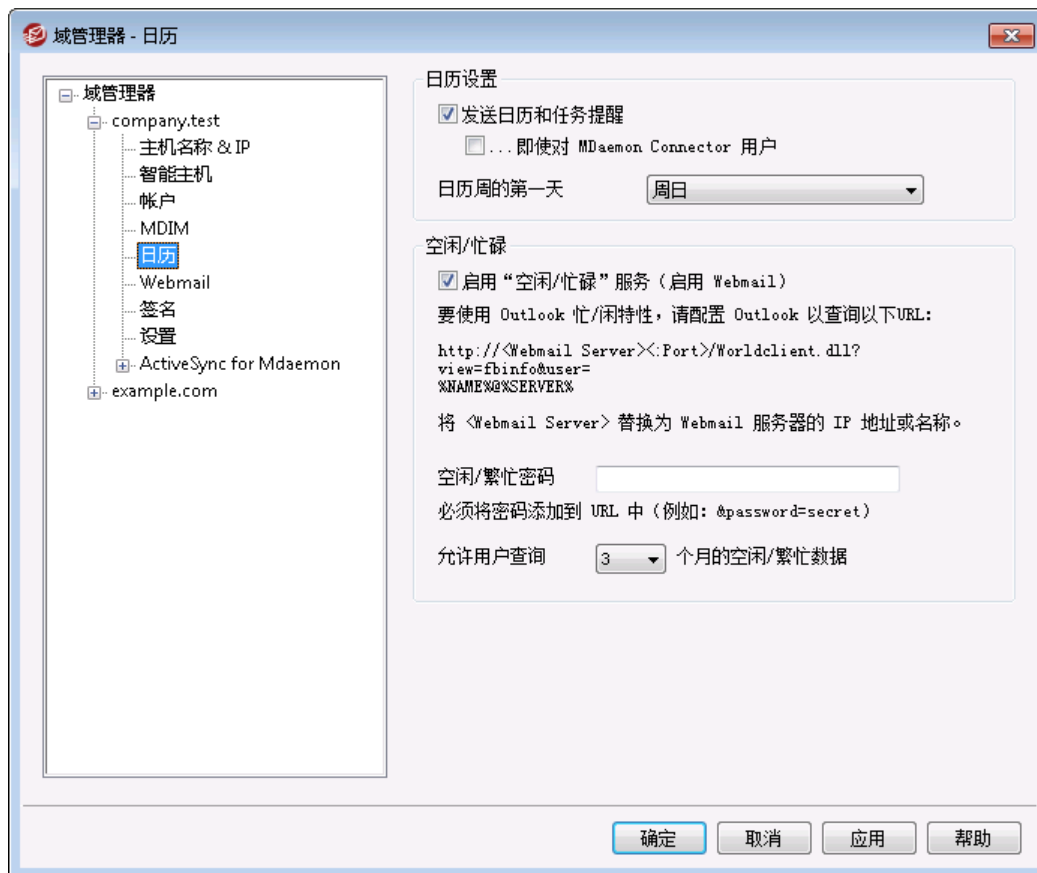 域管理器 - 日历
域管理器
company.test
主机名称 & IP
智能主机
帐户
MDIM
日历
Webmail
签名
设置
ActiveSync for Mdaemon
example.com
日历设置
发送日历和任务提醒
...即使对 MDaemon Connector 用户
日历周的第一天 周日
空闲/忙碌
启用“空闲/忙碌”服务（启用 Webmail）
要使用 Outlook 忙/闲特性，请配置 Outlook 以查询以下URL：
http://<Webmail Server><:Port>/Worldclient.dll?
view=fbinfo&user=
%NAME%@%SERVER%
将 <Webmail Server> 替换为 Webmail 服务器的 IP 地址或名称。
空闲/繁忙密码
必须将密码添加到 URL 中（例如：&password=secret）
允许用户查询 3 个月的空闲/繁忙数据
确定 取消 应用 帮助